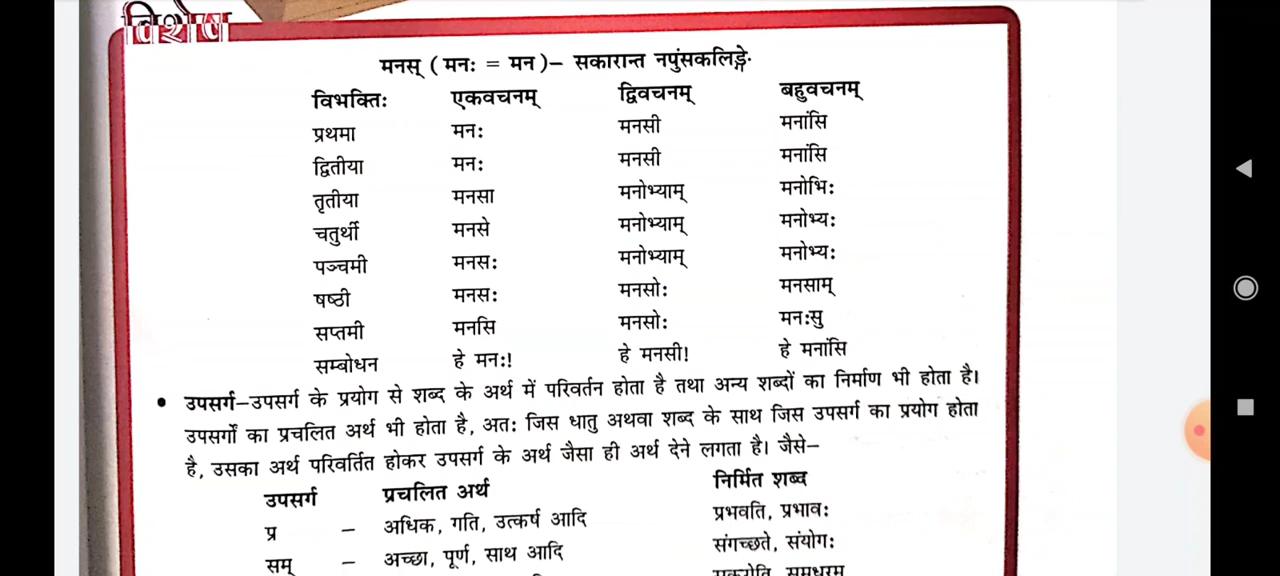 विशेष
मनस् ( मनः = मन )– सकारान्त नपुंसकलिङ्गे
विभक्तिः एकवचनम् द्विवचनम् बहुवचनम्
प्रथमा मनः मनसी मनांसि
द्वितीया मनः मनसी मनांसि
तृतीया मनसा मनोभ्याम् मनोभिः
चतुर्थी मनसे मनोभ्याम् मनोभ्यः
पञ्चमी मनसः मनोभ्याम् मनोभ्यः
षष्ठी मनसः मनसोः मनसाम्
सप्तमी मनसि मनसोः मनःसु
सम्बोधन हे मनः! हे मनसी! हे मनांसि
• उपसर्ग–उपसर्ग के प्रयोग से शब्द के अर्थ में परिवर्तन होता है तथा अन्य शब्दों का निर्माण भी होता है।
उपसर्गों का प्रचलित अर्थ भी होता है, अतः जिस धातु अथवा शब्द के साथ जिस उपसर्ग का प्रयोग होता
है, उसका अर्थ परिवर्तित होकर उपसर्ग के अर्थ जैसा ही अर्थ देने लगता है। जैसे–
उपसर्ग प्रचलित अर्थ निर्मित शब्द
प्र – अधिक, गति, उत्कर्ष आदि प्रभवति, प्रभावः
सम् – अच्छा, पूर्ण, साथ आदि संगच्छते, संयोगः